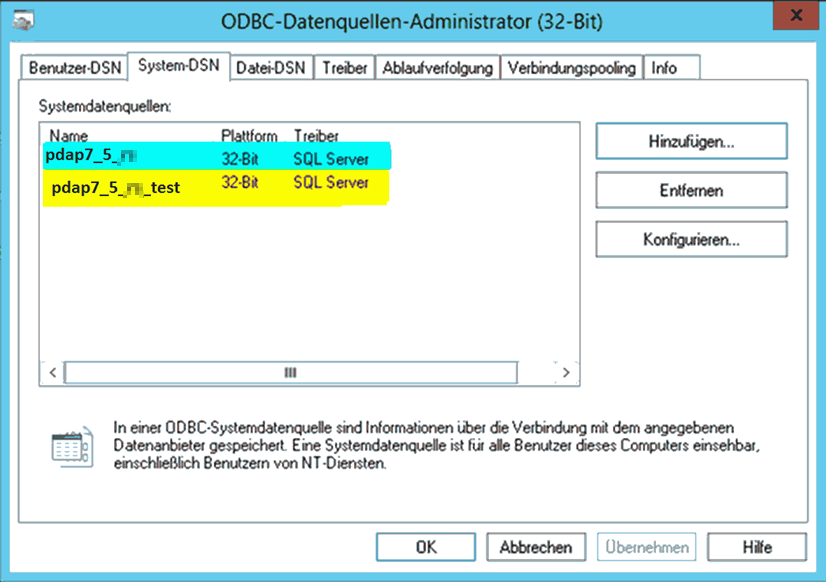 ODBC-Datenquellen-Administrator (32-Bit)
Benutzer-DSN System-DSN Datei-DSN Treiber Ablaufverfolgung Verbindungspooling Info
Systemdatenquellen:
Name Plattform Treiber
pdap7_5_ 32-Bit SQL Server
pdap7_5_ _test 32-Bit SQL Server
Hinzufügen...
Entfernen
Konfigurieren...
In einer ODBC-Systemdatenquelle sind Informationen über die Verbindung mit dem angegebenen
Datenanbieter gespeichert. Eine Systemdatenquelle ist für alle Benutzer dieses Computers einsehbar,
einschließlich Benutzern von NT-Diensten.
OK Abbrechen Übernehmen Hilfe